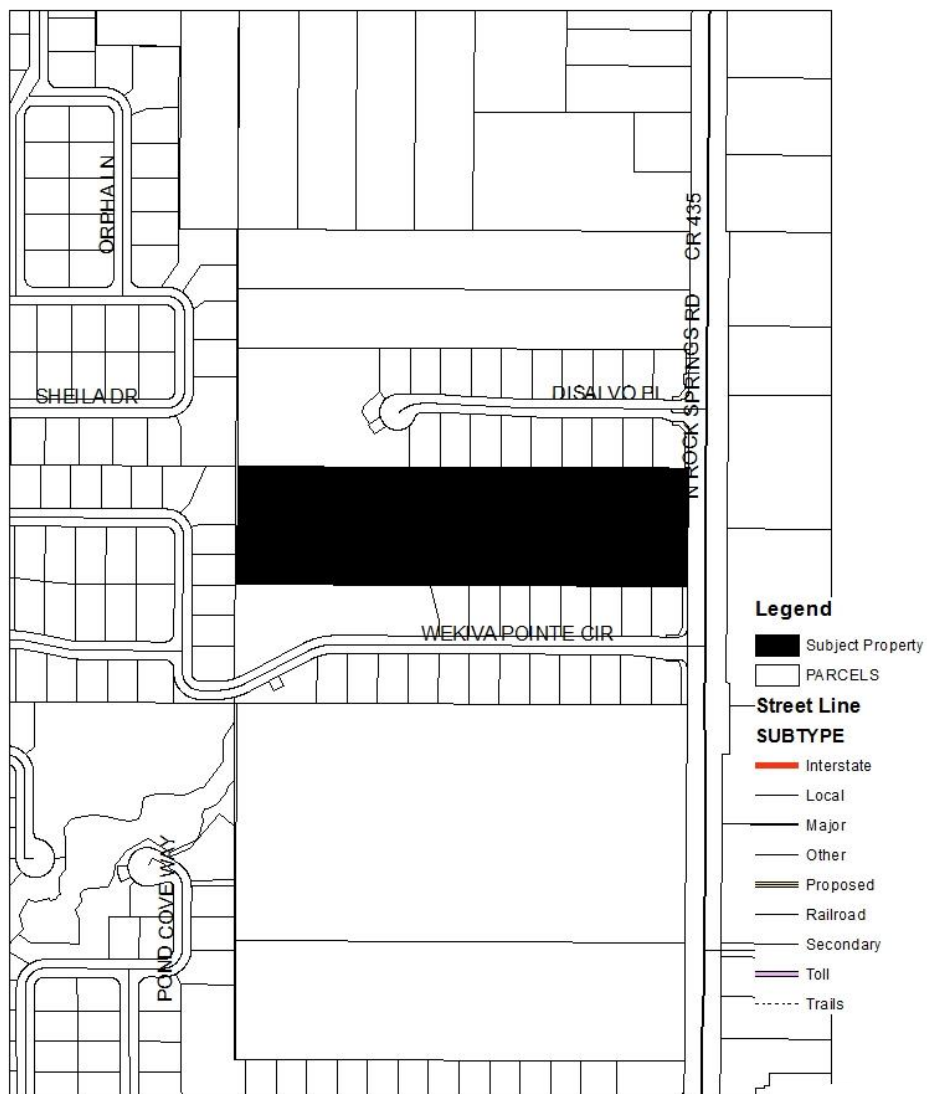 ORPHA LN
CR 435
N ROCK SPRINGS RD
SHEILA DR
DISALVO PL
WEKIVA POINTE CIR
POND COVE WAY
Legend
Subject Property
PARCELS
Street Line
SUBTYPE
Interstate
Local
Major
Other
Proposed
Railroad
Secondary
Toll
Trails